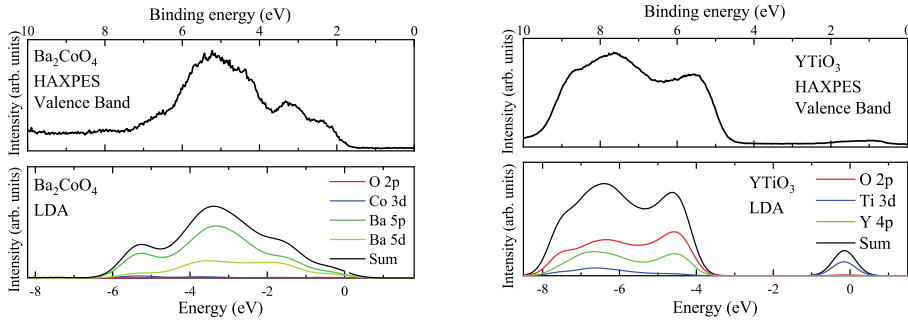 Binding energy (eV)
10 8 6 4 2 0
Intensity (arb. units)
Ba2CoO4
HAXPES
Valence Band
Intensity (arb. units)
Ba2CoO4
LDA
O 2p
Co 3d
Ba 5p
Ba 5d
Sum
-8 -6 -4 -2 0
Energy (eV)
Binding energy (eV)
10 8 6 4 2 0
Intensity (arb. units)
YTiO3
HAXPES
Valence Band
Intensity (arb. units)
YTiO3
LDA
O 2p
Ti 3d
Y 4p
Sum
-8 -6 -4 -2 0
Energy (eV)